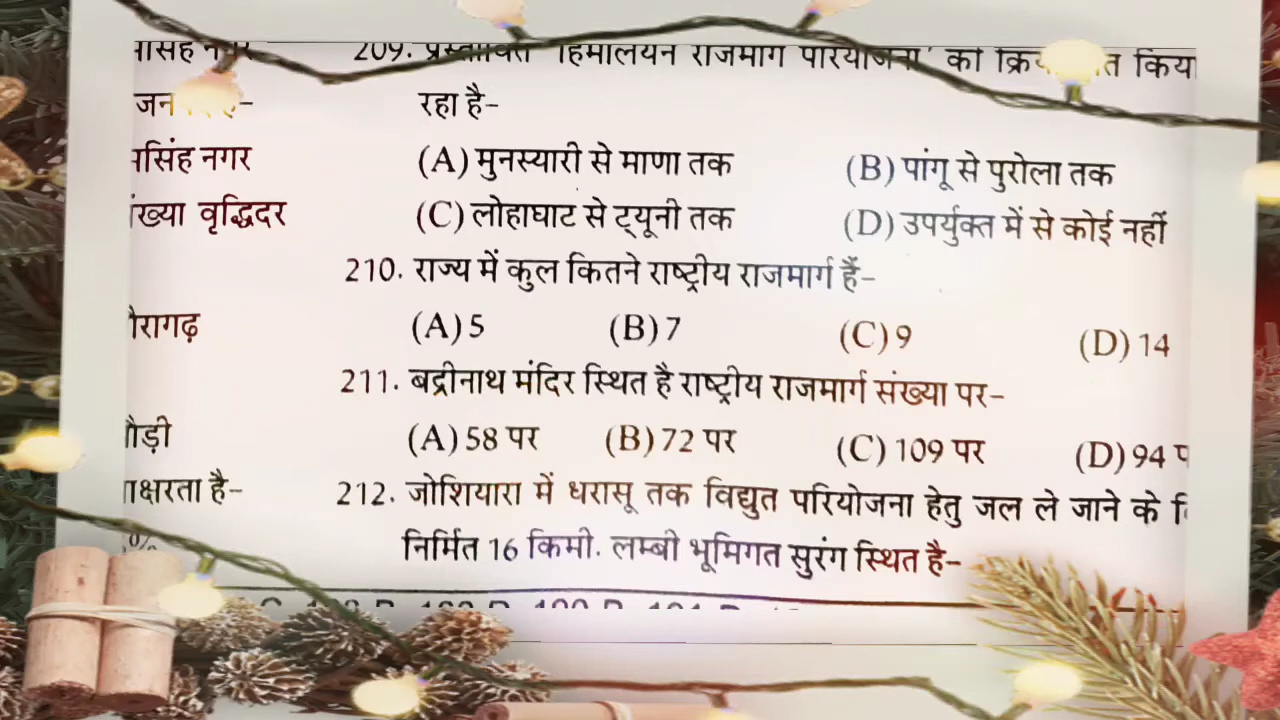 209. प्रस्तावित 'हिमालयन राजमार्ग परियोजना' को किया
रहा है-
(A) मुनस्यारी से माणा तक (B) पांगू से पुरोला तक
(C) लोहाघाट से ट्यूनी तक (D) उपर्युक्त में से कोई नहीं
210. राज्य में कुल कितने राष्ट्रीय राजमार्ग हैं-
(A) 5 (B) 7 (C) 9 (D) 14
211. बद्रीनाथ मंदिर स्थित है राष्ट्रीय राजमार्ग संख्या पर-
(A) 58 पर (B) 72 पर (C) 109 पर (D) 94 प
212. जोशियारा में धरासू तक विद्युत परियोजना हेतु जल ले जाने के
निर्मित 16 किमी. लम्बी भूमिगत सुरंग स्थित है-
सिंह नगर
वृद्धिदर
रागढ़
है-